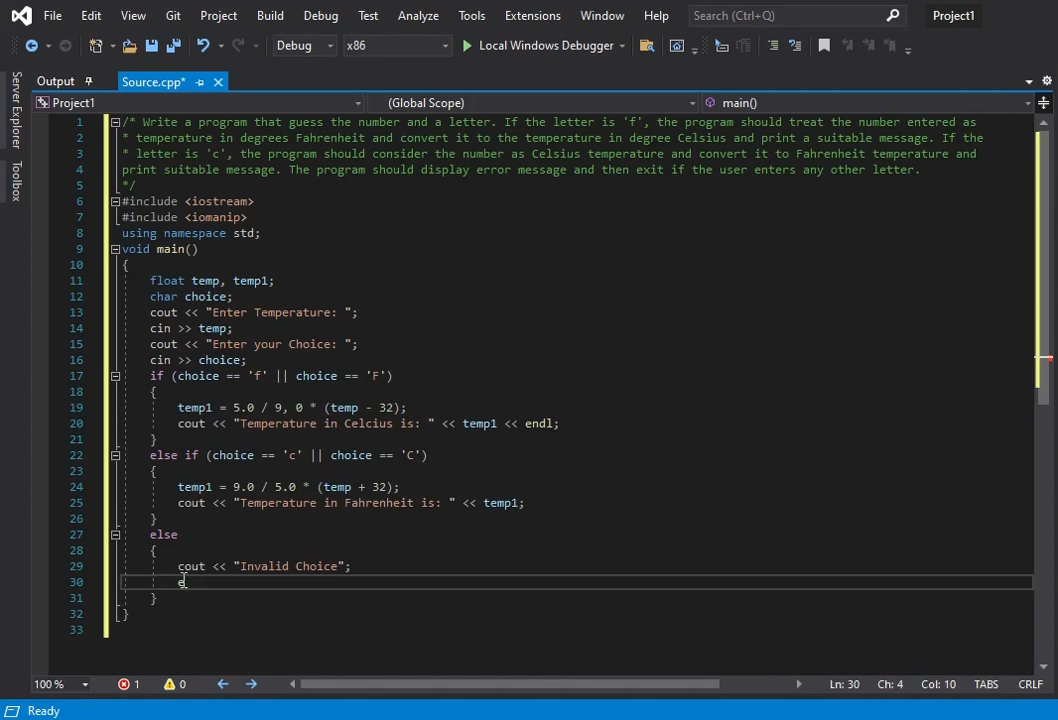 File Edit View Git Project Build Debug Test Analyze Tools Extensions Window Help Search (Ctrl+Q) Project1
Debug x86 Local Windows Debugger
Server Explorer
Toolbox
Output Source.cpp*
Project1 (Global Scope) main()
1 /* Write a program that guess the number and a letter. If the letter is 'f', the program should treat the number entered as
2 * temperature in degrees Fahrenheit and convert it to the temperature in degree Celsius and print a suitable message. If the
3 * letter is 'c', the program should consider the number as Celsius temperature and convert it to Fahrenheit temperature and
4 print suitable message. The program should display error message and then exit if the user enters any other letter.
5 */
6 #include <iostream>
7 #include <iomanip>
8 using namespace std;
9 void main()
10 {
11 float temp, temp1;
12 char choice;
13 cout << "Enter Temperature: ";
14 cin >> temp;
15 cout << "Enter your Choice: ";
16 cin >> choice;
17 if (choice == 'f' || choice == 'F')
18 {
19 temp1 = 5.0 / 9, 0 * (temp - 32);
20 cout << "Temperature in Celcius is: " << temp1 << endl;
21 }
22 else if (choice == 'c' || choice == 'C')
23 {
24 temp1 = 9.0 / 5.0 * (temp + 32);
25 cout << "Temperature in Fahrenheit is: " << temp1;
26 }
27 else
28 {
29 cout << "Invalid Choice";
30 e
31 }
32 }
33
100 % 1 0 Ln: 30 Ch: 4 Col: 10 TABS CRLF
Ready